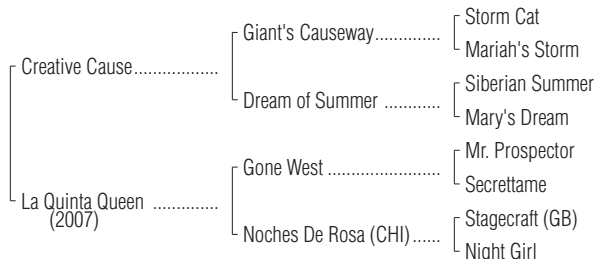 Storm Cat
Giant's Causeway..............
Mariah's Storm
Creative Cause..................
Siberian Summer
Dream of Summer ............
Mary's Dream
Mr. Prospector
Gone West ........................
Secrettame
La Quinta Queen ..............
(2007)
Stagecraft (GB)
Noches De Rosa (CHI)......
Night Girl